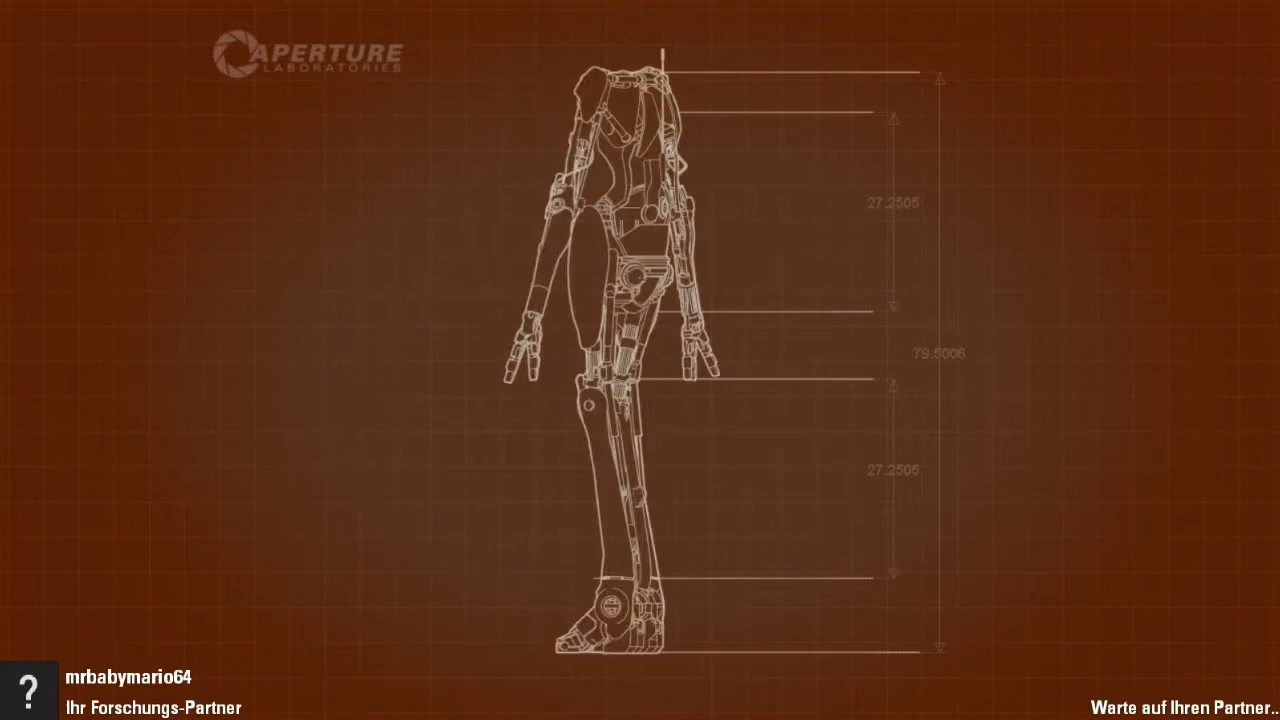 APERTURE
LABORATORIES
27.2505
79.5006
27.2505
?
mrbabymario64
Ihr Forschungs-Partner
Warte auf Ihren Partner..